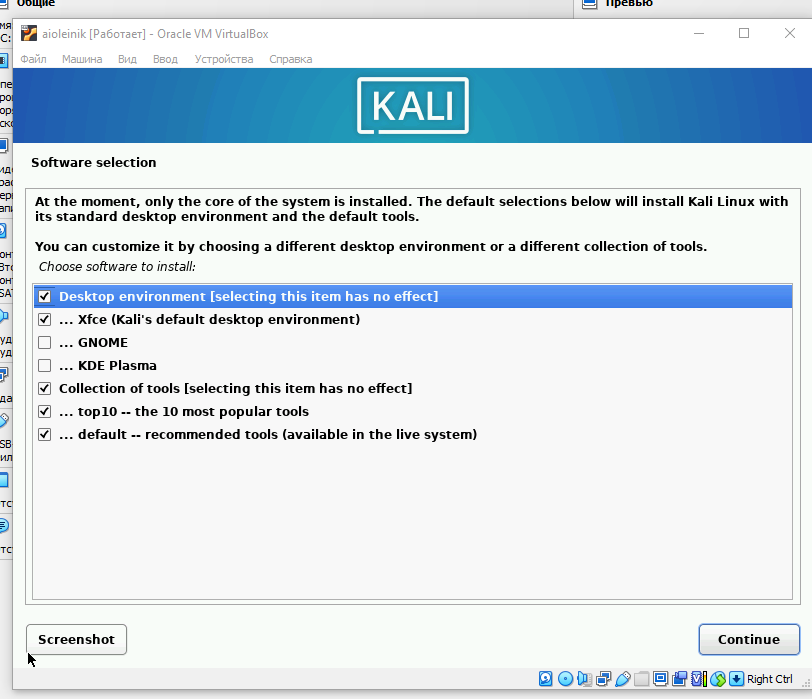 Общие
Превью
aioleinik [Работает] - Oracle VM VirtualBox
Файл Машина Вид Ввод Устройства Справка
KALI
Software selection
At the moment, only the core of the system is installed. The default selections below will install Kali Linux with
its standard desktop environment and the default tools.
You can customize it by choosing a different desktop environment or a different collection of tools.
Choose software to install:
Desktop environment [selecting this item has no effect]
... Xfce (Kali's default desktop environment)
... GNOME
... KDE Plasma
Collection of tools [selecting this item has no effect]
... top10 -- the 10 most popular tools
... default -- recommended tools (available in the live system)
Screenshot
Continue
Right Ctrl